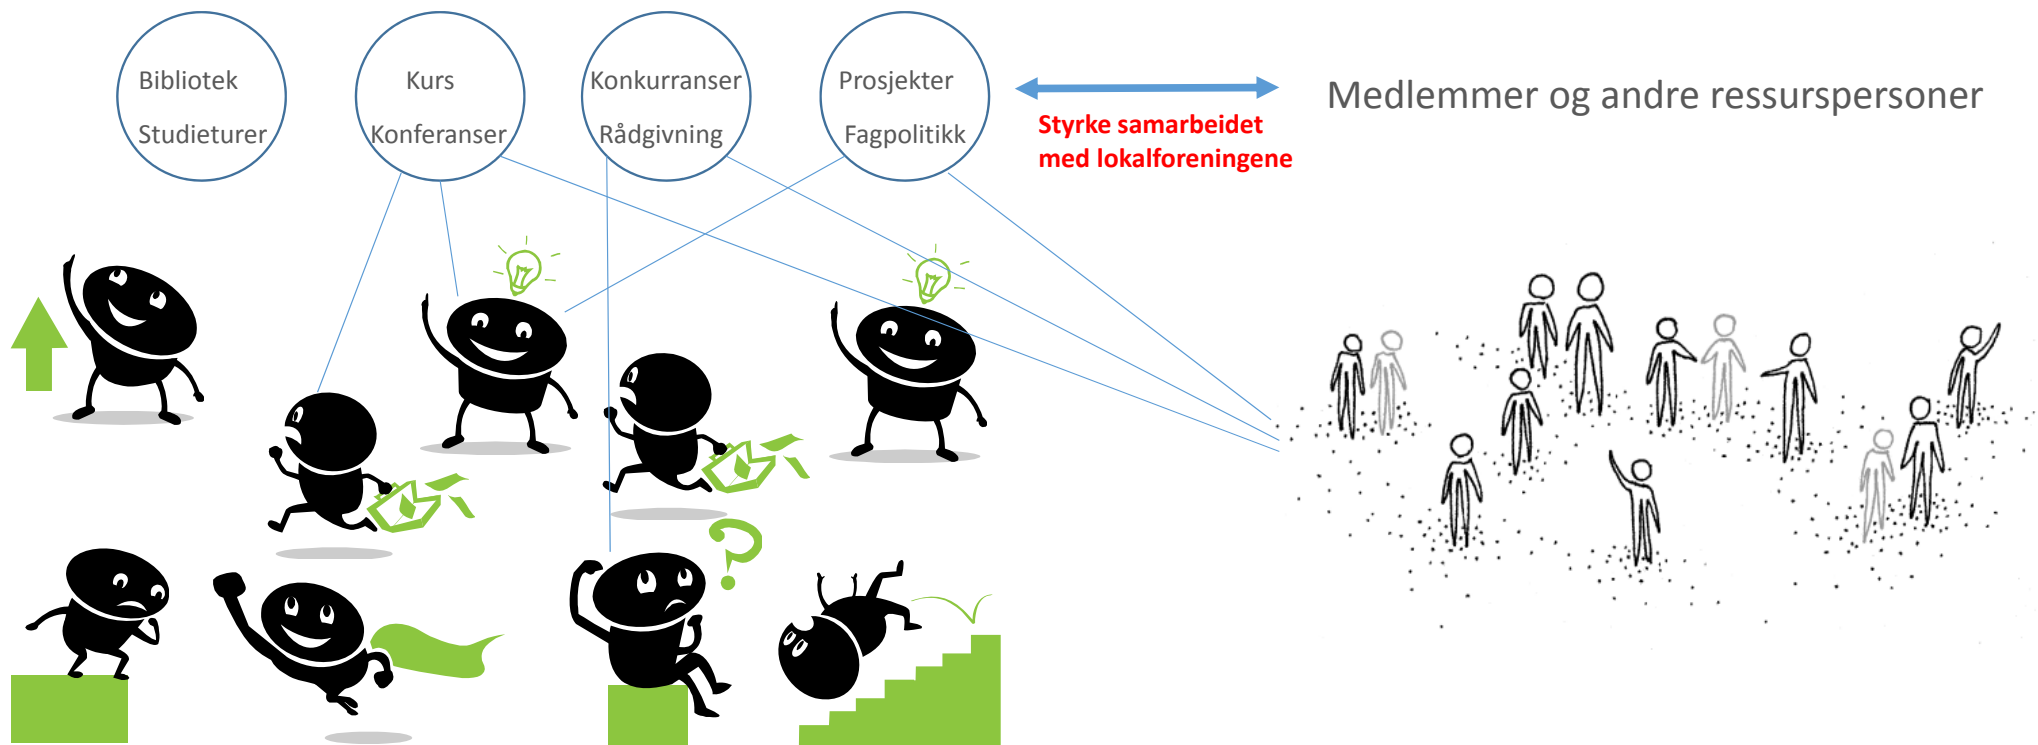 Bibliotek
Studieturer
Kurs
Konferanser
Konkurranser
Rådgivning
Prosjekter
Fagpolitikk
Styrke samarbeidet
med lokalforeningene
Medlemmer og andre ressurspersoner
?